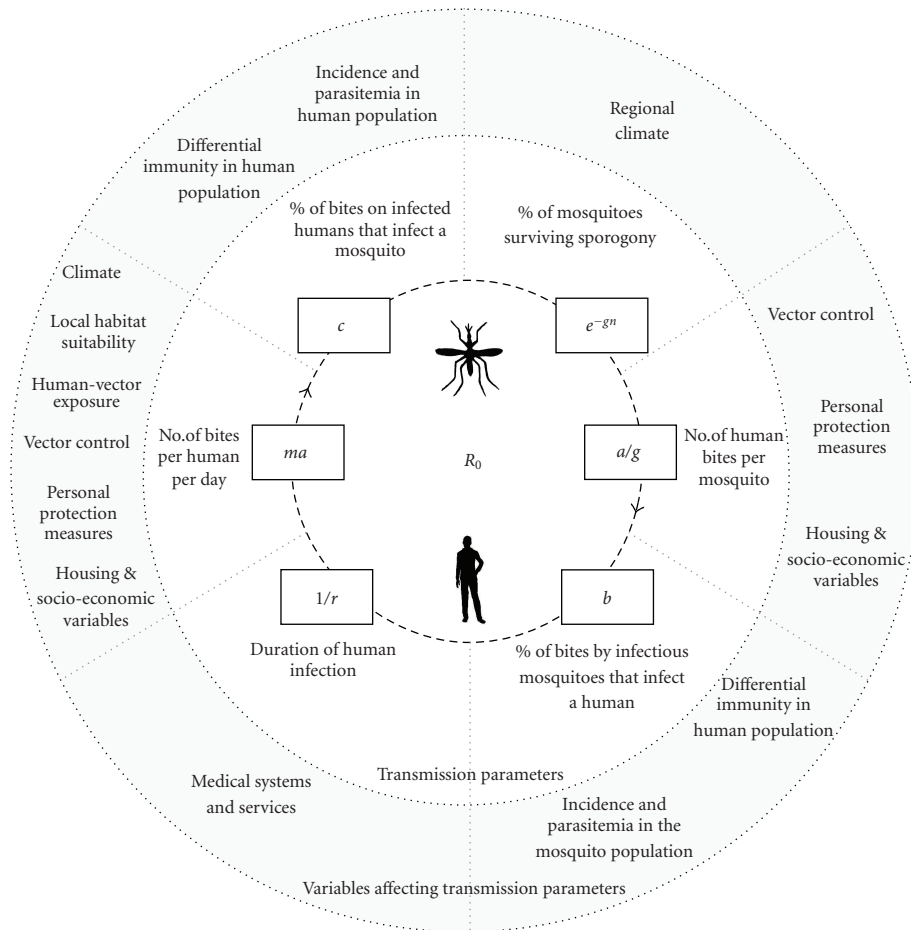 Incidence and
parasitemia in
human population
Differential
immunity in human
population
Regional
climate
% of bites on infected
humans that infect a
mosquito
% of mosquitoes
surviving sporogony
Climate
Local habitat
suitability
Human-vector
exposure
Vector control
Personal
protection
measures
Housing &
socio-economic
variables
c
e^{-gn}
Vector control
Personal
protection
measures
Housing &
socio-economic
variables
No.of bites
per human
per day
ma
R₀
a/g
No.of human
bites per
mosquito
1/r
b
Duration of human
infection
% of bites by infectious
mosquitoes that infect
a human
Differential
immunity in
human population
Medical systems
and services
Transmission parameters
Incidence and
parasitemia in the
mosquito population
Variables affecting transmission parameters